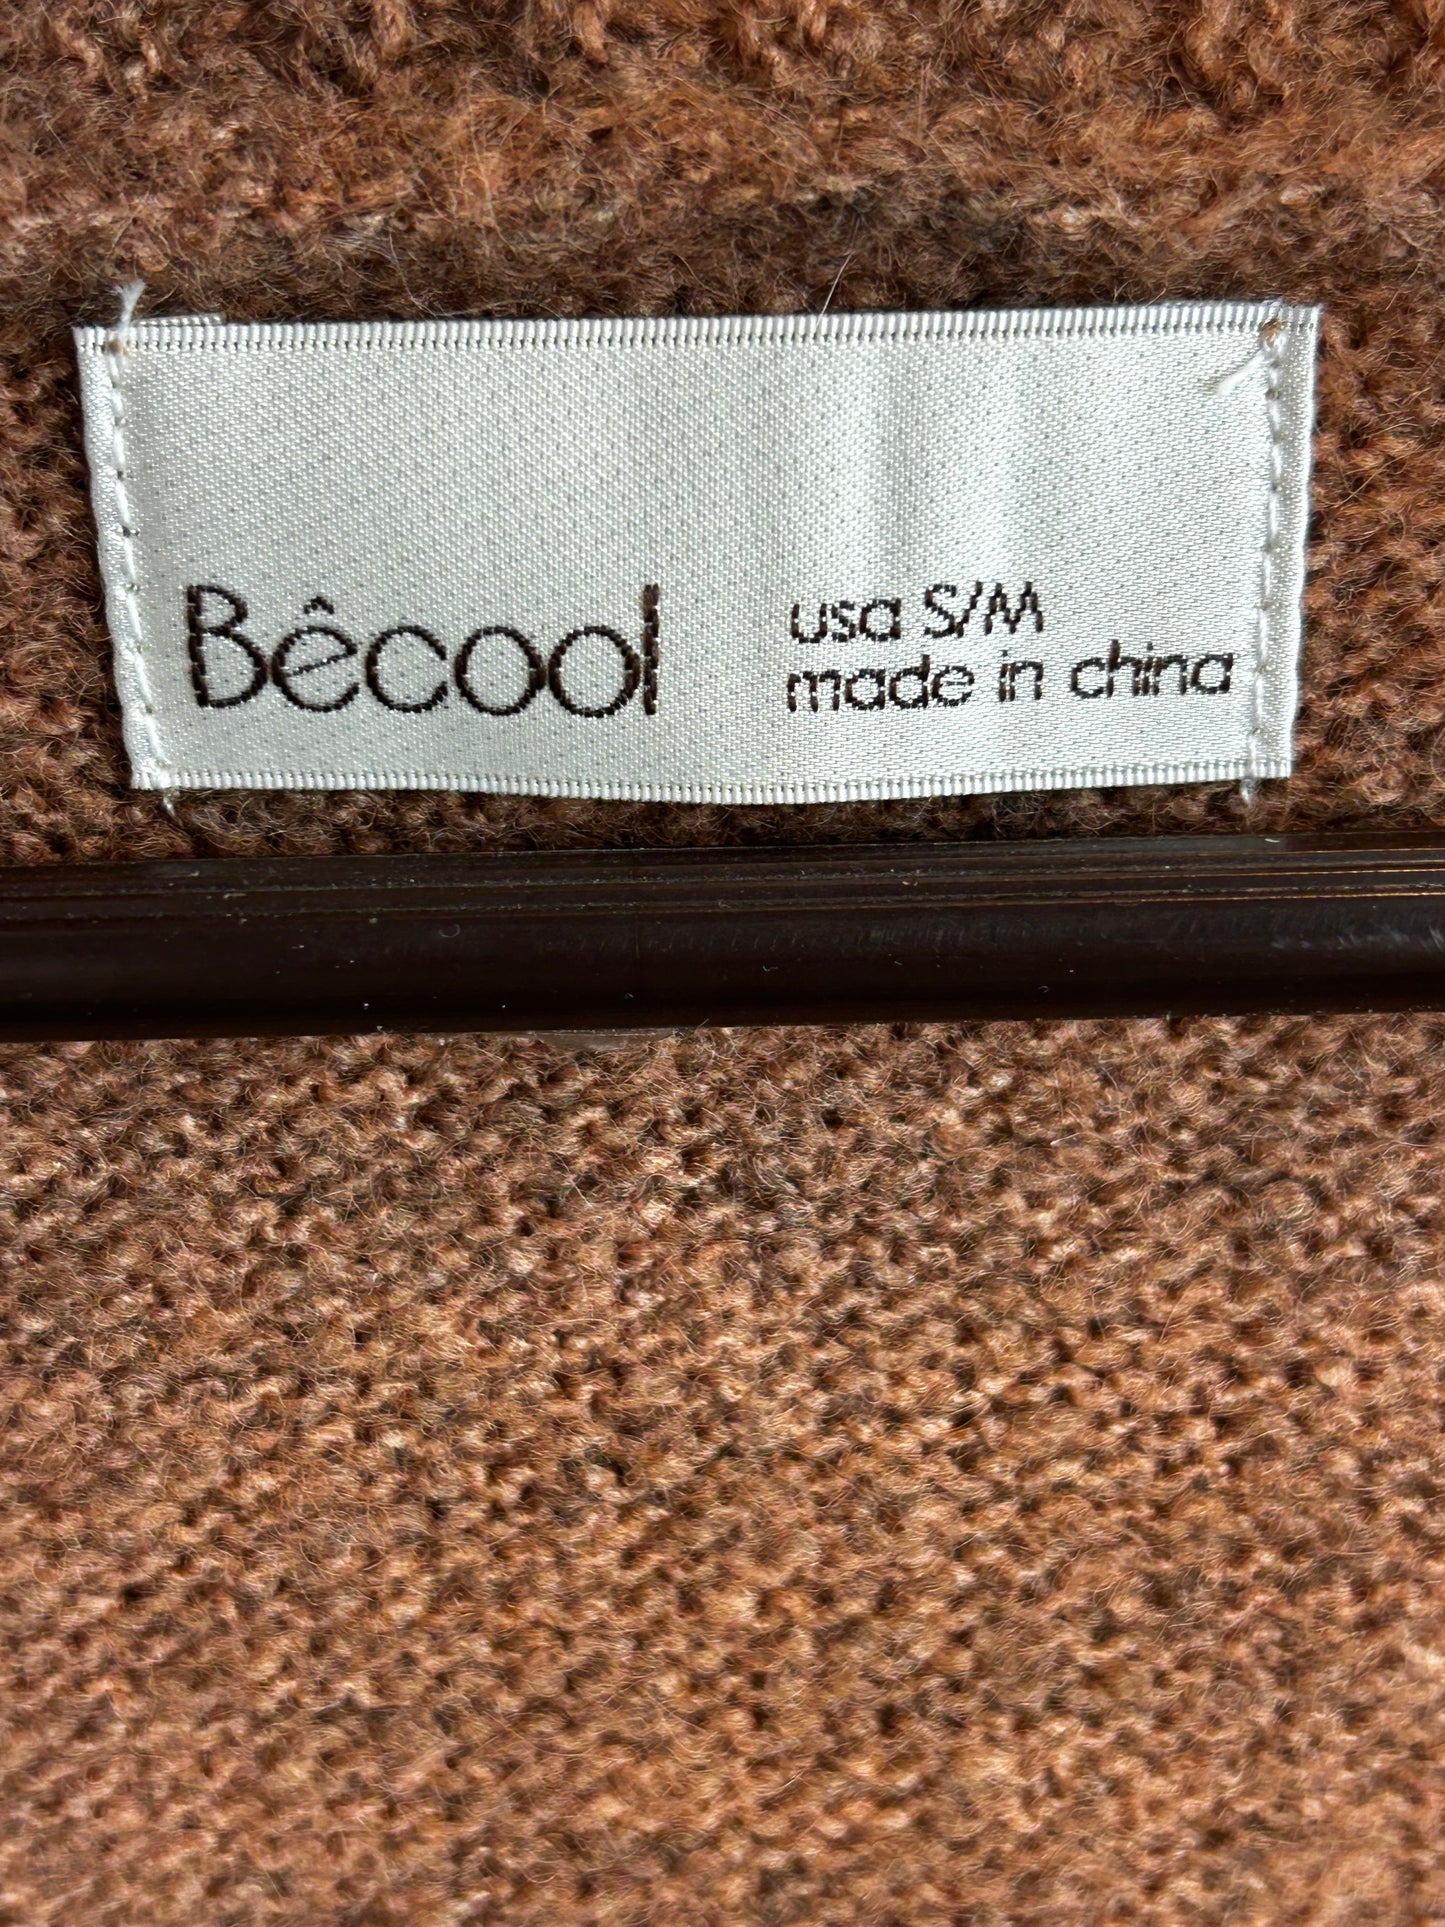 Bêcool
usa S/M
made in china